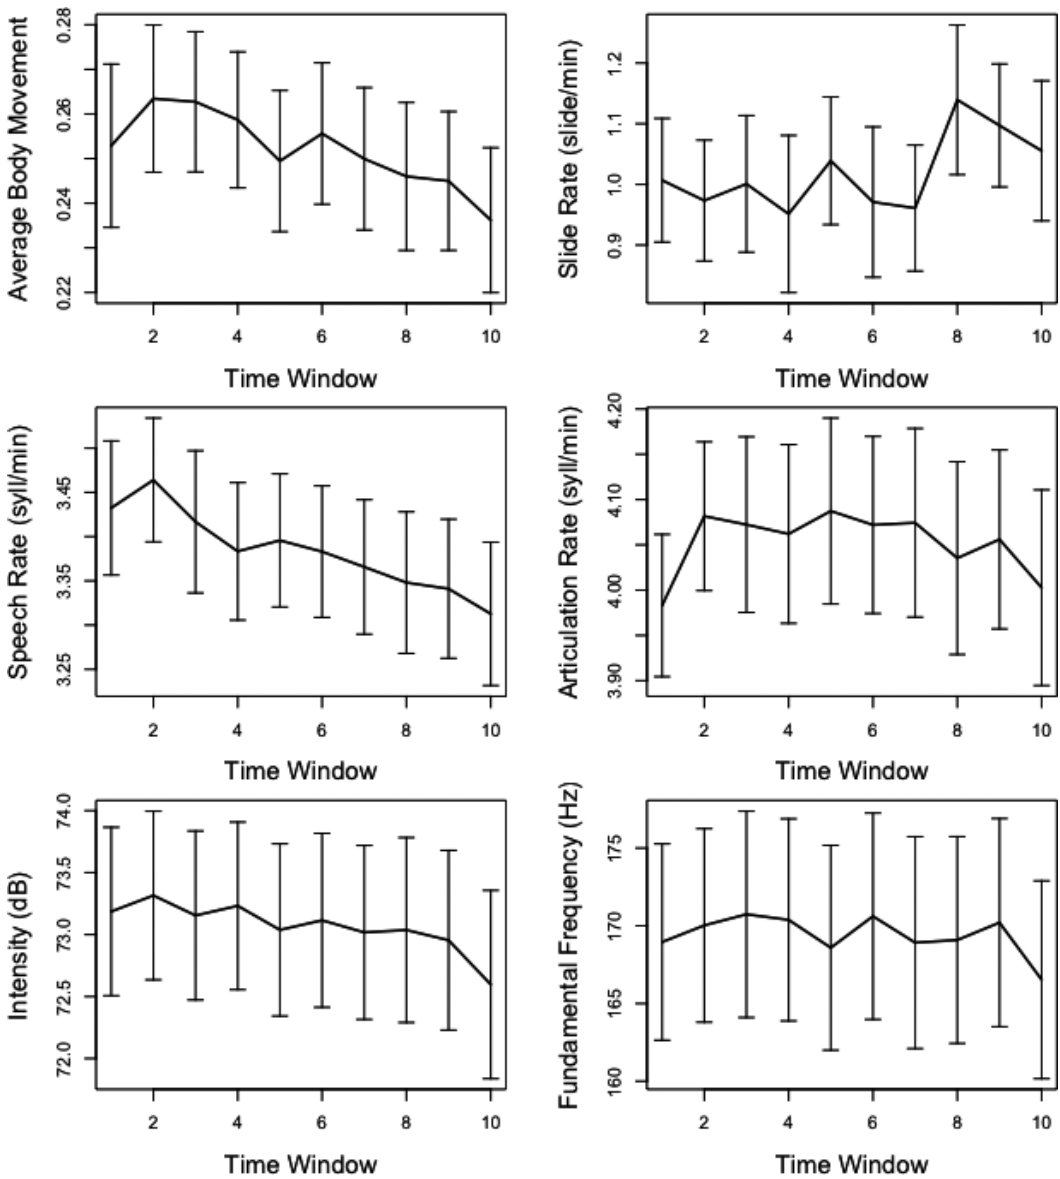 Average Body Movement
0.28
0.26
0.24
0.22
2 4 6 8 10
Time Window
Slide Rate (slide/min)
1.2
1.1
1.0
0.9
2 4 6 8 10
Time Window
Speech Rate (syll/min)
3.45
3.35
3.25
2 4 6 8 10
Time Window
Articulation Rate (syll/min)
4.20
4.10
4.00
3.90
2 4 6 8 10
Time Window
Intensity (dB)
74.0
73.5
73.0
72.5
72.0
2 4 6 8 10
Time Window
Fundamental Frequency (Hz)
175
170
165
160
2 4 6 8 10
Time Window